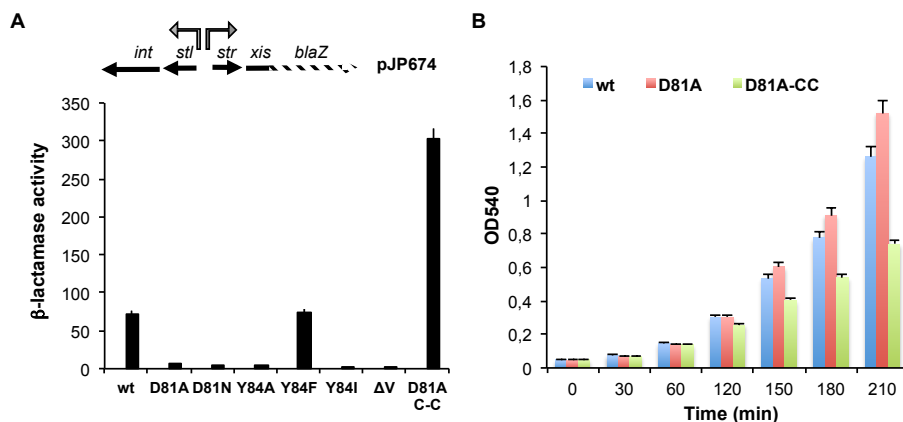 A
int stl str xis blaZ pJP674
β-lactamase activity
350
300
250
200
150
100
50
0
wt D81A D81N Y84A Y84F Y84I ΔV D81A
C-C
B
wt D81A D81A-CC
OD540
1,8
1,6
1,4
1,2
1
0,8
0,6
0,4
0,2
0
0 30 60 120 150 180 210
Time (min)